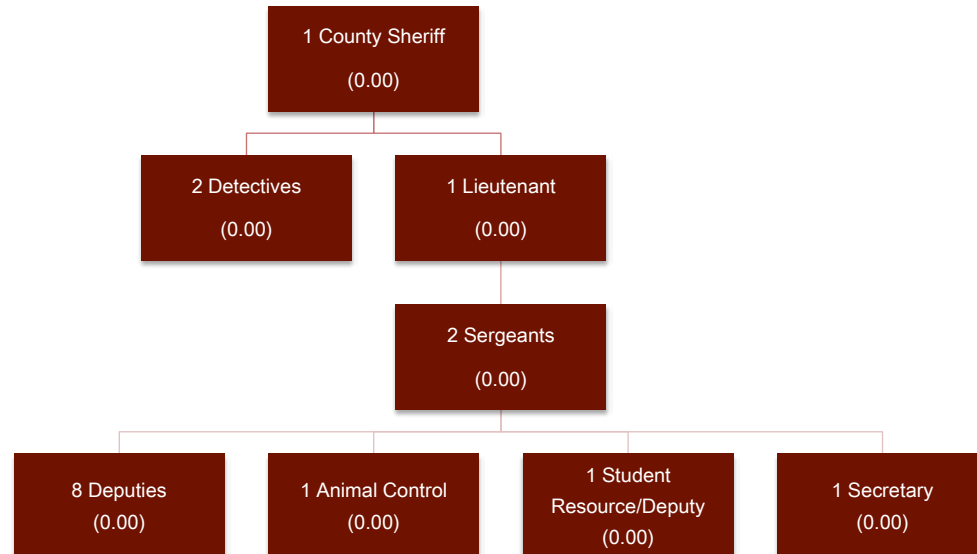 1 County Sheriff
(0.00)
2 Detectives
(0.00)
1 Lieutenant
(0.00)
2 Sergeants
(0.00)
8 Deputies
(0.00)
1 Animal Control
(0.00)
1 Student
Resource/Deputy
(0.00)
1 Secretary
(0.00)